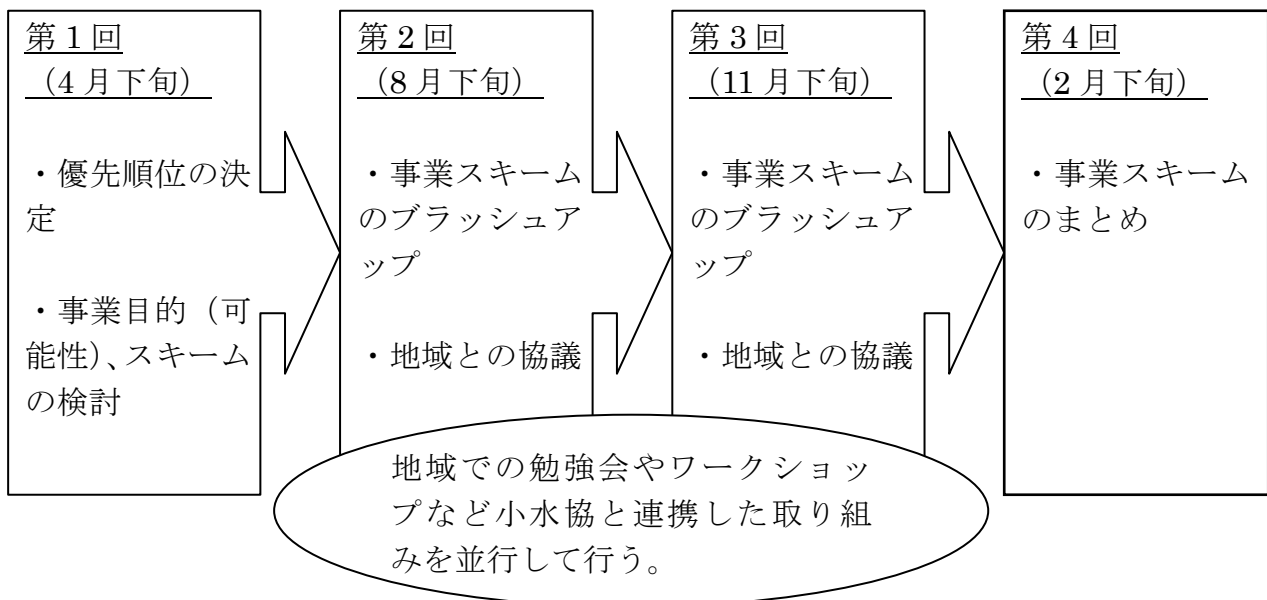 第1回
（4月下旬）
・優先順位の決
定
・事業目的（可
能性）、スキーム
の検討
第2回
（8月下旬）
・事業スキーム
のブラッシュア
ップ
・地域との協議
第3回
（11月下旬）
・事業スキーム
のブラッシュア
ップ
・地域との協議
第4回
（2月下旬）
・事業スキーム
のまとめ
地域での勉強会やワークショッ
プなど小水協と連携した取り組
みを並行して行う。